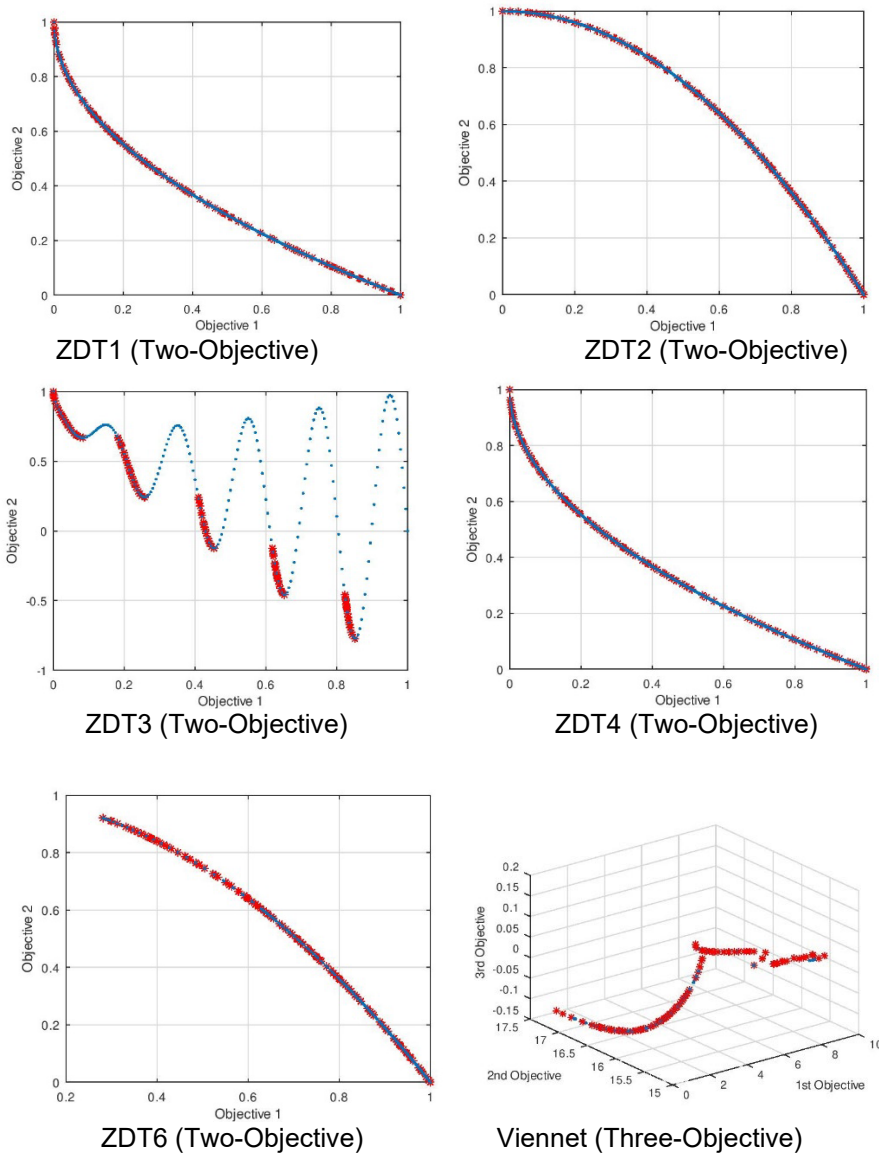 1
0.8
0.6
0.4
0.2
0
0 0.2 0.4 0.6 0.8 1
Objective 2
Objective 1
ZDT1 (Two-Objective)
1
0.8
0.6
0.4
0.2
0
0 0.2 0.4 0.6 0.8 1
Objective 2
Objective 1
ZDT2 (Two-Objective)
1
0.5
0
-0.5
-1
0 0.2 0.4 0.6 0.8 1
Objective 2
Objective 1
ZDT3 (Two-Objective)
1
0.8
0.6
0.4
0.2
0
0 0.2 0.4 0.6 0.8 1
Objective 2
Objective 1
ZDT4 (Two-Objective)
1
0.8
0.6
0.4
0.2
0
0.2 0.4 0.6 0.8 1
Objective 2
Objective 1
ZDT6 (Two-Objective)
0.2
0.15
0.1
0.05
0
-0.05
-0.1
-0.15
3rd Objective
17.5
17
16.5
16
15.5
15
2nd Objective
0
2
4
6
8
10
1st Objective
Viennet (Three-Objective)